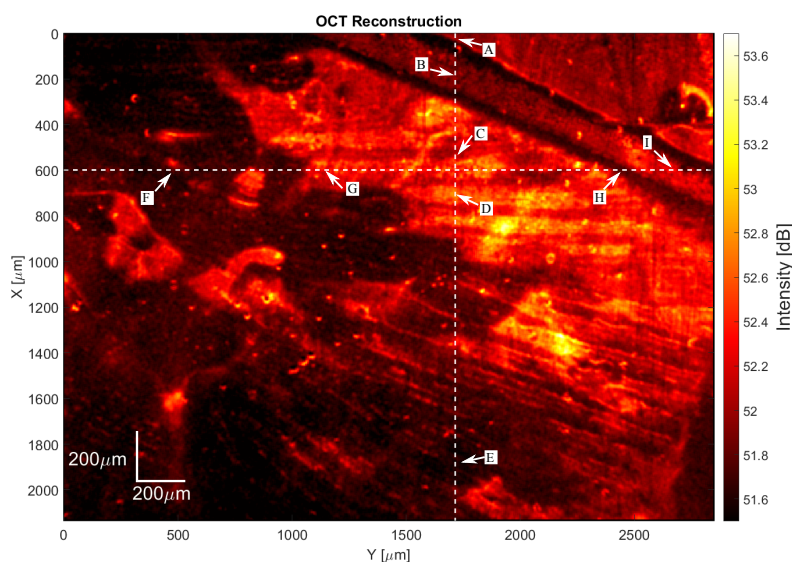 OCT Reconstruction
0
200
400
600
800
1000
1200
1400
1600
1800
2000
X [μm]
A
B
C
I
F
G
H
D
E
200μm
200μm
0
500
1000
1500
2000
2500
Y [μm]
53.6
53.4
53.2
53
52.8
52.6
52.4
52.2
52
51.8
51.6
Intensity [dB]